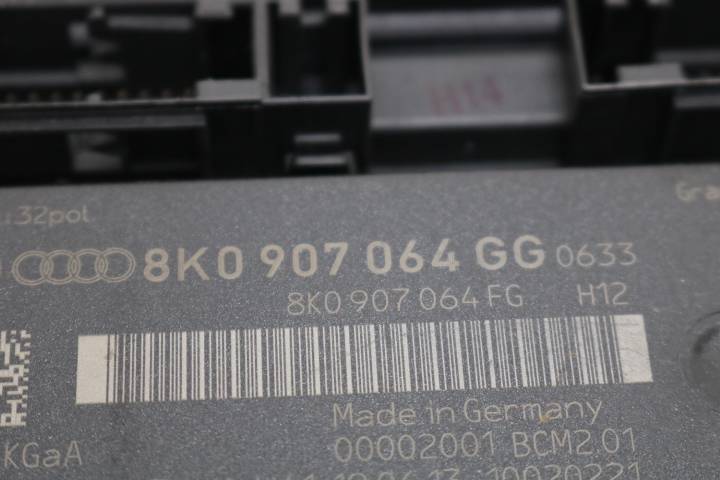 H14
:32pol
8K0 907 064 GG 0633
8K0 907 064 FG H12
Made in Germany
KGaA
00002001 BCM2.01
10020221